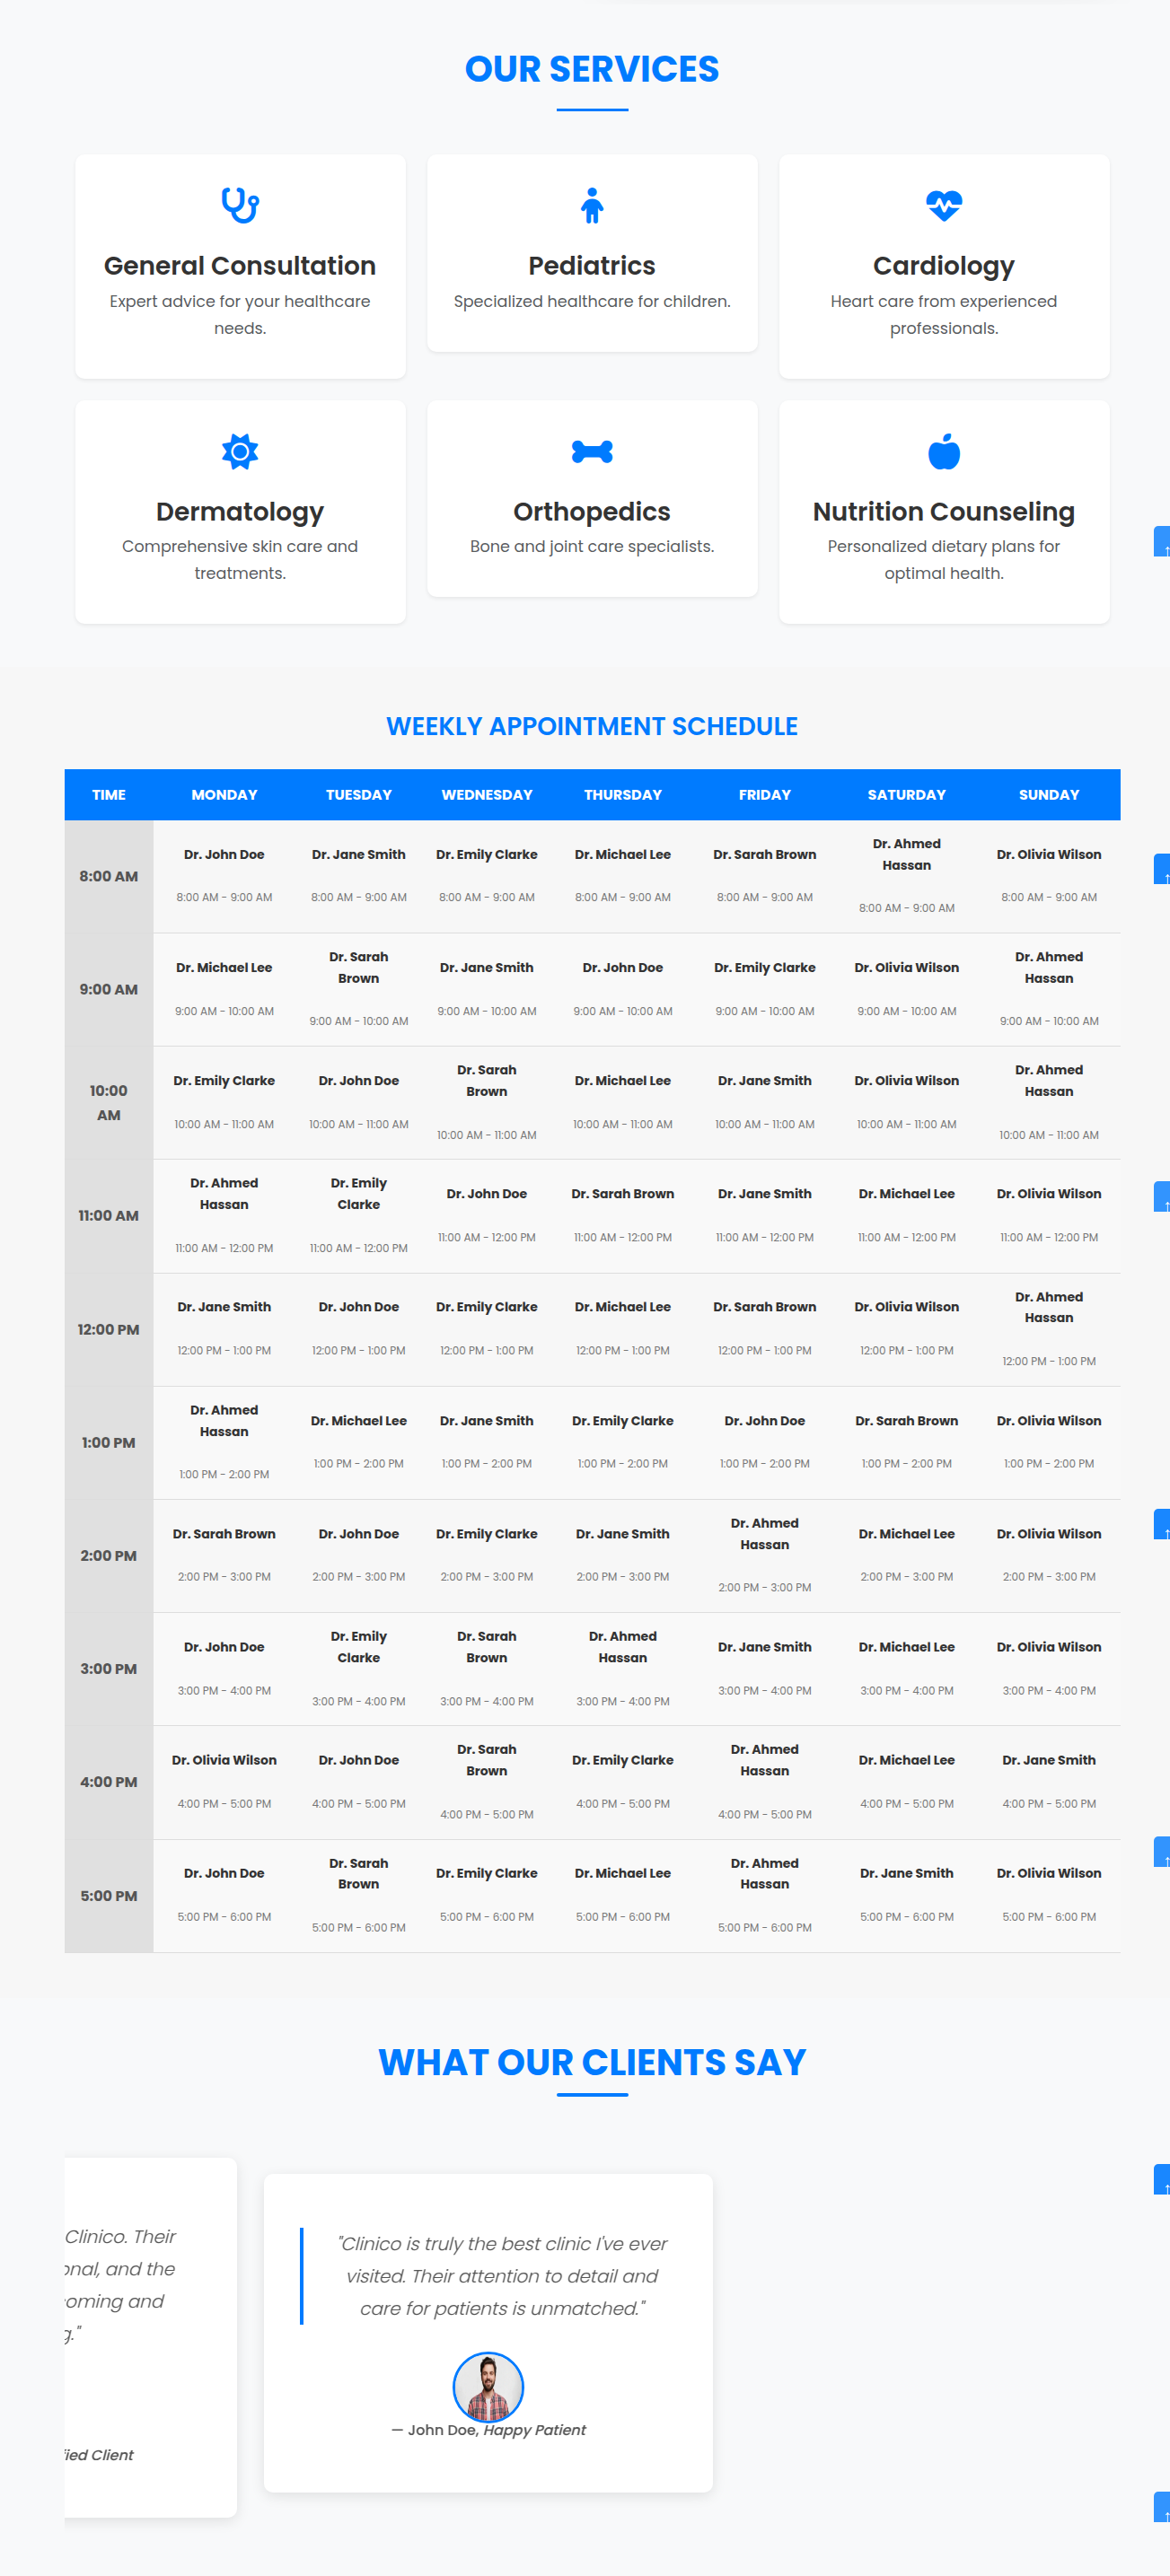 OUR SERVICES
General Consultation
Expert advice for your healthcare
needs.
Pediatrics
Specialized healthcare for children.
Cardiology
Heart care from experienced
professionals.
Dermatology
Comprehensive skin care and
treatments.
Orthopedics
Bone and joint care specialists.
Nutrition Counseling
Personalized dietary plans for
optimal health.
WEEKLY APPOINTMENT SCHEDULE
TIME MONDAY TUESDAY WEDNESDAY THURSDAY FRIDAY SATURDAY SUNDAY
8:00 AM
Dr. John Doe
8:00 AM - 9:00 AM
Dr. Jane Smith
8:00 AM - 9:00 AM
Dr. Emily Clarke
8:00 AM - 9:00 AM
Dr. Michael Lee
8:00 AM - 9:00 AM
Dr. Sarah Brown
8:00 AM - 9:00 AM
Dr. Ahmed
Hassan
8:00 AM - 9:00 AM
Dr. Olivia Wilson
8:00 AM - 9:00 AM
9:00 AM
Dr. Michael Lee
9:00 AM - 10:00 AM
Dr. Sarah
Brown
9:00 AM - 10:00 AM
Dr. Jane Smith
9:00 AM - 10:00 AM
Dr. John Doe
9:00 AM - 10:00 AM
Dr. Emily Clarke
9:00 AM - 10:00 AM
Dr. Olivia Wilson
9:00 AM - 10:00 AM
Dr. Ahmed
Hassan
9:00 AM - 10:00 AM
10:00
AM
Dr. Emily Clarke
10:00 AM - 11:00 AM
Dr. John Doe
10:00 AM - 11:00 AM
Dr. Sarah
Brown
10:00 AM - 11:00 AM
Dr. Michael Lee
10:00 AM - 11:00 AM
Dr. Jane Smith
10:00 AM - 11:00 AM
Dr. Olivia Wilson
10:00 AM - 11:00 AM
Dr. Ahmed
Hassan
10:00 AM - 11:00 AM
11:00 AM
Dr. Ahmed
Hassan
11:00 AM - 12:00 PM
Dr. Emily
Clarke
11:00 AM - 12:00 PM
Dr. John Doe
11:00 AM - 12:00 PM
Dr. Sarah Brown
11:00 AM - 12:00 PM
Dr. Jane Smith
11:00 AM - 12:00 PM
Dr. Michael Lee
11:00 AM - 12:00 PM
Dr. Olivia Wilson
11:00 AM - 12:00 PM
12:00 PM
Dr. Jane Smith
12:00 PM - 1:00 PM
Dr. John Doe
12:00 PM - 1:00 PM
Dr. Emily Clarke
12:00 PM - 1:00 PM
Dr. Michael Lee
12:00 PM - 1:00 PM
Dr. Sarah Brown
12:00 PM - 1:00 PM
Dr. Olivia Wilson
12:00 PM - 1:00 PM
Dr. Ahmed
Hassan
12:00 PM - 1:00 PM
1:00 PM
Dr. Ahmed
Hassan
1:00 PM - 2:00 PM
Dr. Michael Lee
1:00 PM - 2:00 PM
Dr. Jane Smith
1:00 PM - 2:00 PM
Dr. Emily Clarke
1:00 PM - 2:00 PM
Dr. John Doe
1:00 PM - 2:00 PM
Dr. Sarah Brown
1:00 PM - 2:00 PM
Dr. Olivia Wilson
1:00 PM - 2:00 PM
2:00 PM
Dr. Sarah Brown
2:00 PM - 3:00 PM
Dr. John Doe
2:00 PM - 3:00 PM
Dr. Emily Clarke
2:00 PM - 3:00 PM
Dr. Jane Smith
2:00 PM - 3:00 PM
Dr. Ahmed
Hassan
2:00 PM - 3:00 PM
Dr. Michael Lee
2:00 PM - 3:00 PM
Dr. Olivia Wilson
2:00 PM - 3:00 PM
3:00 PM
Dr. John Doe
3:00 PM - 4:00 PM
Dr. Emily
Clarke
3:00 PM - 4:00 PM
Dr. Sarah
Brown
3:00 PM - 4:00 PM
Dr. Ahmed
Hassan
3:00 PM - 4:00 PM
Dr. Jane Smith
3:00 PM - 4:00 PM
Dr. Michael Lee
3:00 PM - 4:00 PM
Dr. Olivia Wilson
3:00 PM - 4:00 PM
4:00 PM
Dr. Olivia Wilson
4:00 PM - 5:00 PM
Dr. John Doe
4:00 PM - 5:00 PM
Dr. Sarah
Brown
4:00 PM - 5:00 PM
Dr. Emily Clarke
4:00 PM - 5:00 PM
Dr. Ahmed
Hassan
4:00 PM - 5:00 PM
Dr. Michael Lee
4:00 PM - 5:00 PM
Dr. Jane Smith
4:00 PM - 5:00 PM
5:00 PM
Dr. John Doe
5:00 PM - 6:00 PM
Dr. Sarah
Brown
5:00 PM - 6:00 PM
Dr. Emily Clarke
5:00 PM - 6:00 PM
Dr. Michael Lee
5:00 PM - 6:00 PM
Dr. Ahmed
Hassan
5:00 PM - 6:00 PM
Dr. Jane Smith
5:00 PM - 6:00 PM
Dr. Olivia Wilson
5:00 PM - 6:00 PM
WHAT OUR CLIENTS SAY
Clinico. Their
onal, and the
oming and
g."
fied Client
"Clinico is truly the best clinic I've ever
visited. Their attention to detail and
care for patients is unmatched."
— John Doe, Happy Patient